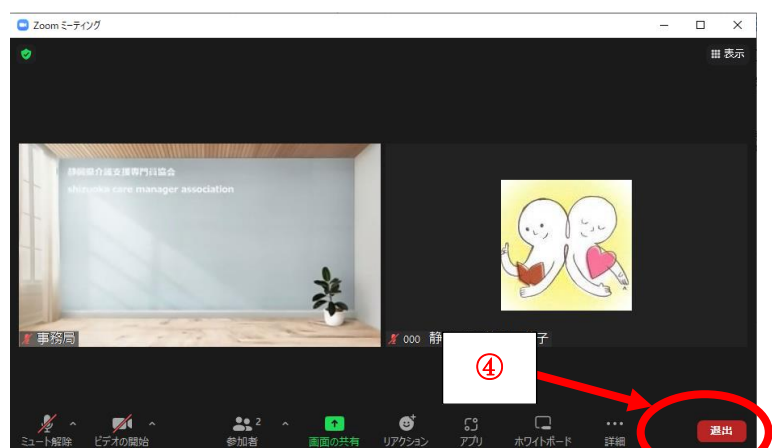 Zoom ミーティング
表示
静岡県介護支援専門員協会
shizuoka care manager association
事務局
000 静
子
④
2
ミュート解除
ビデオの開始
参加者
画面の共有
リアクション
アプリ
ホワイトボード
詳細
退出